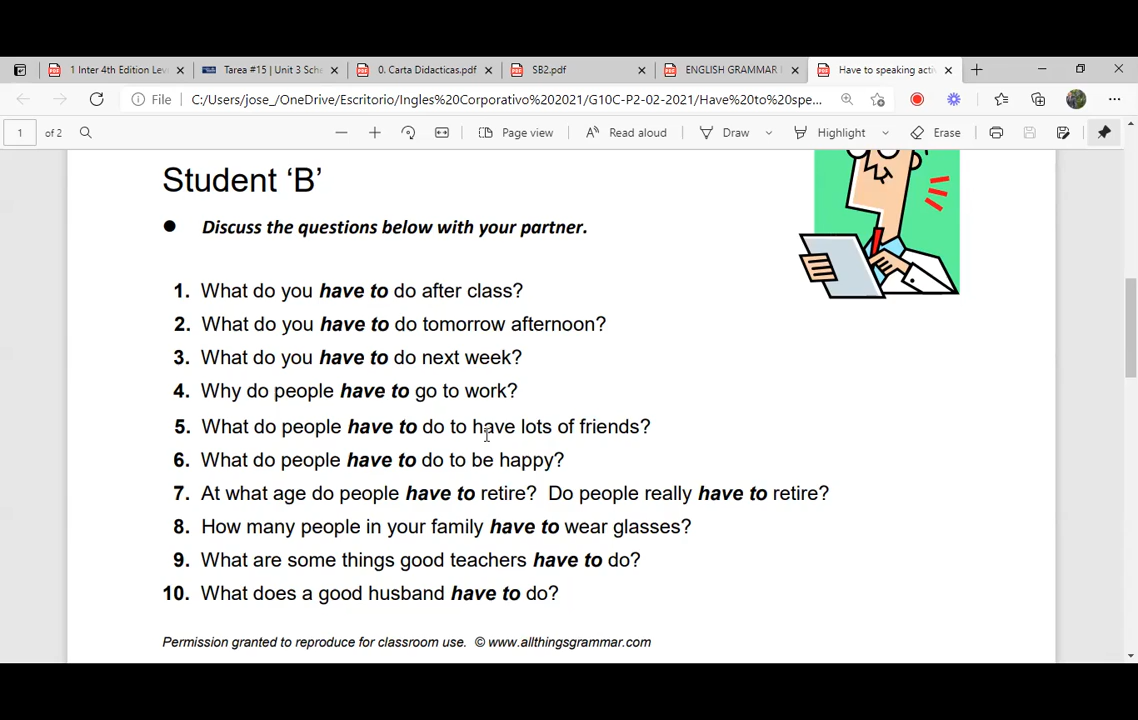 1 Inter 4th Edition Lev
Tarea #15 | Unit 3 Sche
0. Carta Didacticas.pdf
SB2.pdf
ENGLISH GRAMMAR
Have to speaking acti
File
C:/Users/jose_/OneDrive/Escritorio/Ingles%20Corporativo%202021/G10C-P2-02-2021/Have%20to%20spe...
1 of 2
Page view
Read aloud
Draw
Highlight
Erase
Student ‘B’
● Discuss the questions below with your partner.
1. What do you have to do after class?
2. What do you have to do tomorrow afternoon?
3. What do you have to do next week?
4. Why do people have to go to work?
5. What do people have to do to have lots of friends?
6. What do people have to do to be happy?
7. At what age do people have to retire? Do people really have to retire?
8. How many people in your family have to wear glasses?
9. What are some things good teachers have to do?
10. What does a good husband have to do?
Permission granted to reproduce for classroom use. © www.allthingsgrammar.com